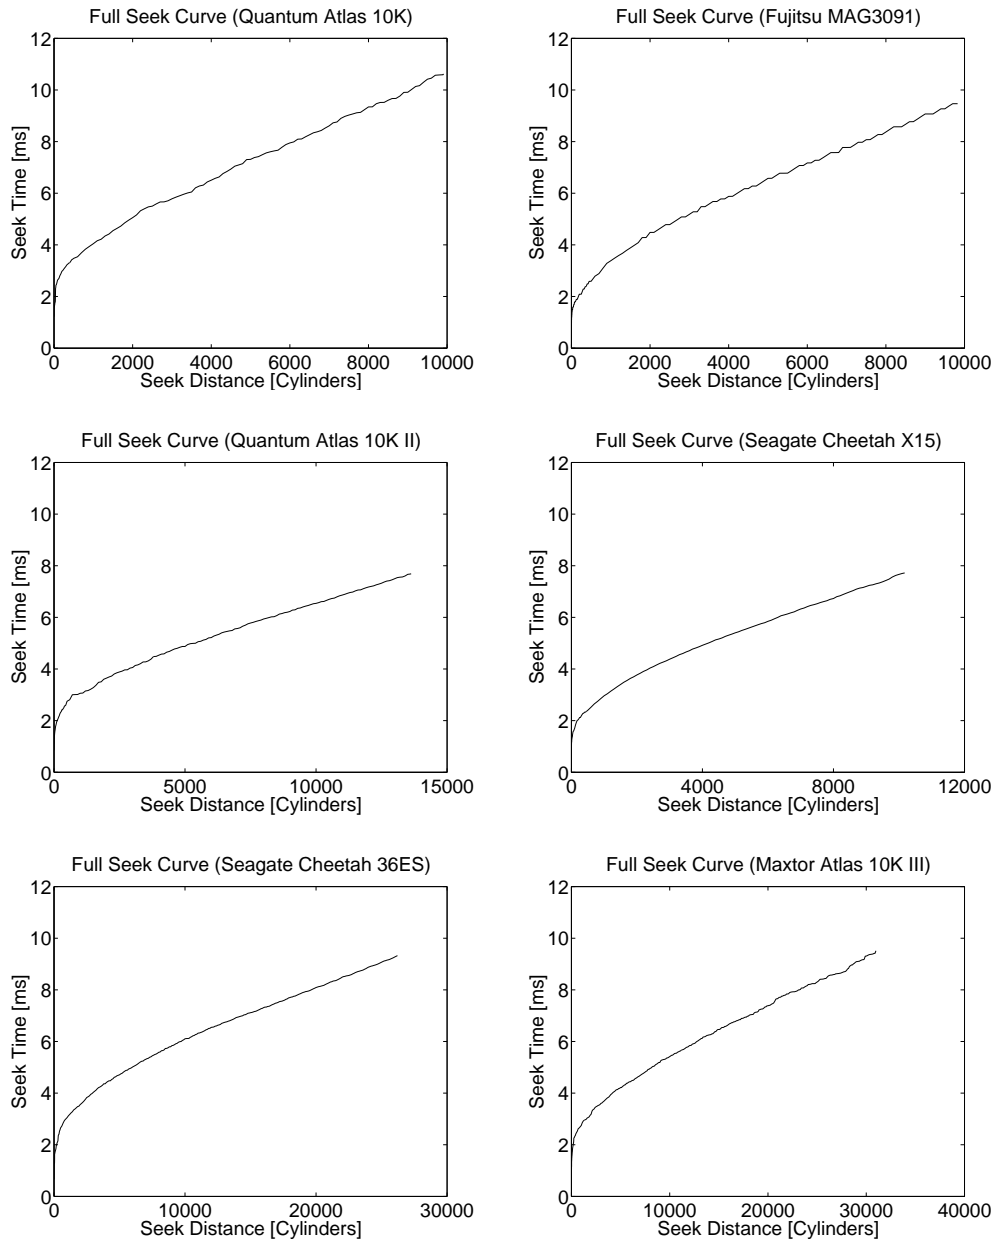 Full Seek Curve (Quantum Atlas 10K)
12
10
8
6
4
2
0
Seek Time [ms]
0 2000 4000 6000 8000 10000
Seek Distance [Cylinders]
Full Seek Curve (Fujitsu MAG3091)
12
10
8
6
4
2
0
Seek Time [ms]
0 2000 4000 6000 8000 10000
Seek Distance [Cylinders]
Full Seek Curve (Quantum Atlas 10K II)
12
10
8
6
4
2
0
Seek Time [ms]
0 5000 10000 15000
Seek Distance [Cylinders]
Full Seek Curve (Seagate Cheetah X15)
12
10
8
6
4
2
0
Seek Time [ms]
0 4000 8000 12000
Seek Distance [Cylinders]
Full Seek Curve (Seagate Cheetah 36ES)
12
10
8
6
4
2
0
Seek Time [ms]
0 10000 20000 30000
Seek Distance [Cylinders]
Full Seek Curve (Maxtor Atlas 10K III)
12
10
8
6
4
2
0
Seek Time [ms]
0 10000 20000 30000 40000
Seek Distance [Cylinders]